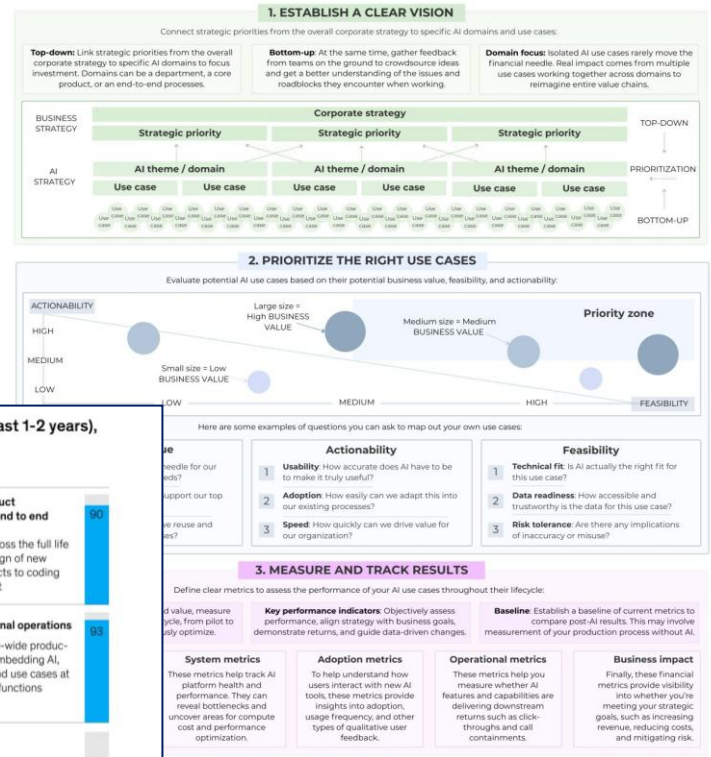 1. ESTABLISH A CLEAR VISION
Connect strategic priorities from the overall corporate strategy to specific AI domains and use cases:
Top-down: Link strategic priorities from the overall
corporate strategy to specific AI domains to focus
investment. Domains can be a department, a core
product, or an end-to-end processes.
Bottom-up: At the same time, gather feedback
from teams on the ground to crowdsource ideas
and get a better understanding of the issues and
roadblocks they encounter when working.
Domain focus: Isolated AI use cases rarely move the
financial needle. Real impact comes from multiple
use cases working together across domains to
reimagine entire value chains.
BUSINESS
STRATEGY
Corporate strategy
Strategic priority Strategic priority Strategic priority
TOP-DOWN
AI
STRATEGY
AI theme / domain AI theme / domain AI theme / domain
PRIORITIZATION
Use case Use case Use case Use case Use case Use case
BOTTOM-UP
2. PRIORITIZE THE RIGHT USE CASES
Evaluate potential AI use cases based on their potential business value, feasibility, and actionability:
ACTIONABILITY
HIGH
MEDIUM
LOW
Large size =
High BUSINESS
VALUE
Medium size = Medium
BUSINESS VALUE
Priority zone
Small size = Low
BUSINESS VALUE
LOW MEDIUM HIGH FEASIBILITY
Here are some examples of questions you can ask to map out your own use cases:
ue
needle for our
eds?
upport our top
we reuse and
ses?
Actionability
1 Usability: How accurate does AI have to be
to make it truly useful?
2 Adoption: How easily can we adapt this into
our existing processes?
3 Speed: How quickly can we drive value for
our organization?
Feasibility
1 Technical fit: Is AI actually the right fit for
this use case?
2 Data readiness: How accessible and
trustworthy is the data for this use case?
3 Risk tolerance: Are there any implications
of inaccuracy or misuse?
3. MEASURE AND TRACK RESULTS
Define clear metrics to assess the performance of your AI use cases throughout their lifecycle:
d value, measure
ycle, from pilot to
usly optimize.
Key performance indicators: Objectively assess
performance, align strategy with business goals,
demonstrate returns, and guide data-driven changes.
Baseline: Establish a baseline of current metrics to
compare post-AI results. This may involve
measurement of your production process without AI.
System metrics
These metrics help track AI
platform health and
performance. They can
reveal bottlenecks and
uncover areas for compute
cost and performance
optimization.
Adoption metrics
To help understand how
users interact with new AI
tools, these metrics provide
insights into adoption,
usage frequency, and other
types of qualitative user
feedback.
Operational metrics
These metrics help you
measure whether AI
features and capabilities are
delivering downstream
returns such as click-
throughs and call
containments.
Business impact
Finally, these financial
metrics provide visibility
into whether you're
meeting your strategic
goals, such as increasing
revenue, reducing costs,
and mitigating risk.
ast 1-2 years),
uct
nd to end
oss the full life
ign of new
cts to coding
t
90
nal operations
-wide produc-
mbedding AI,
d use cases at
functions
93